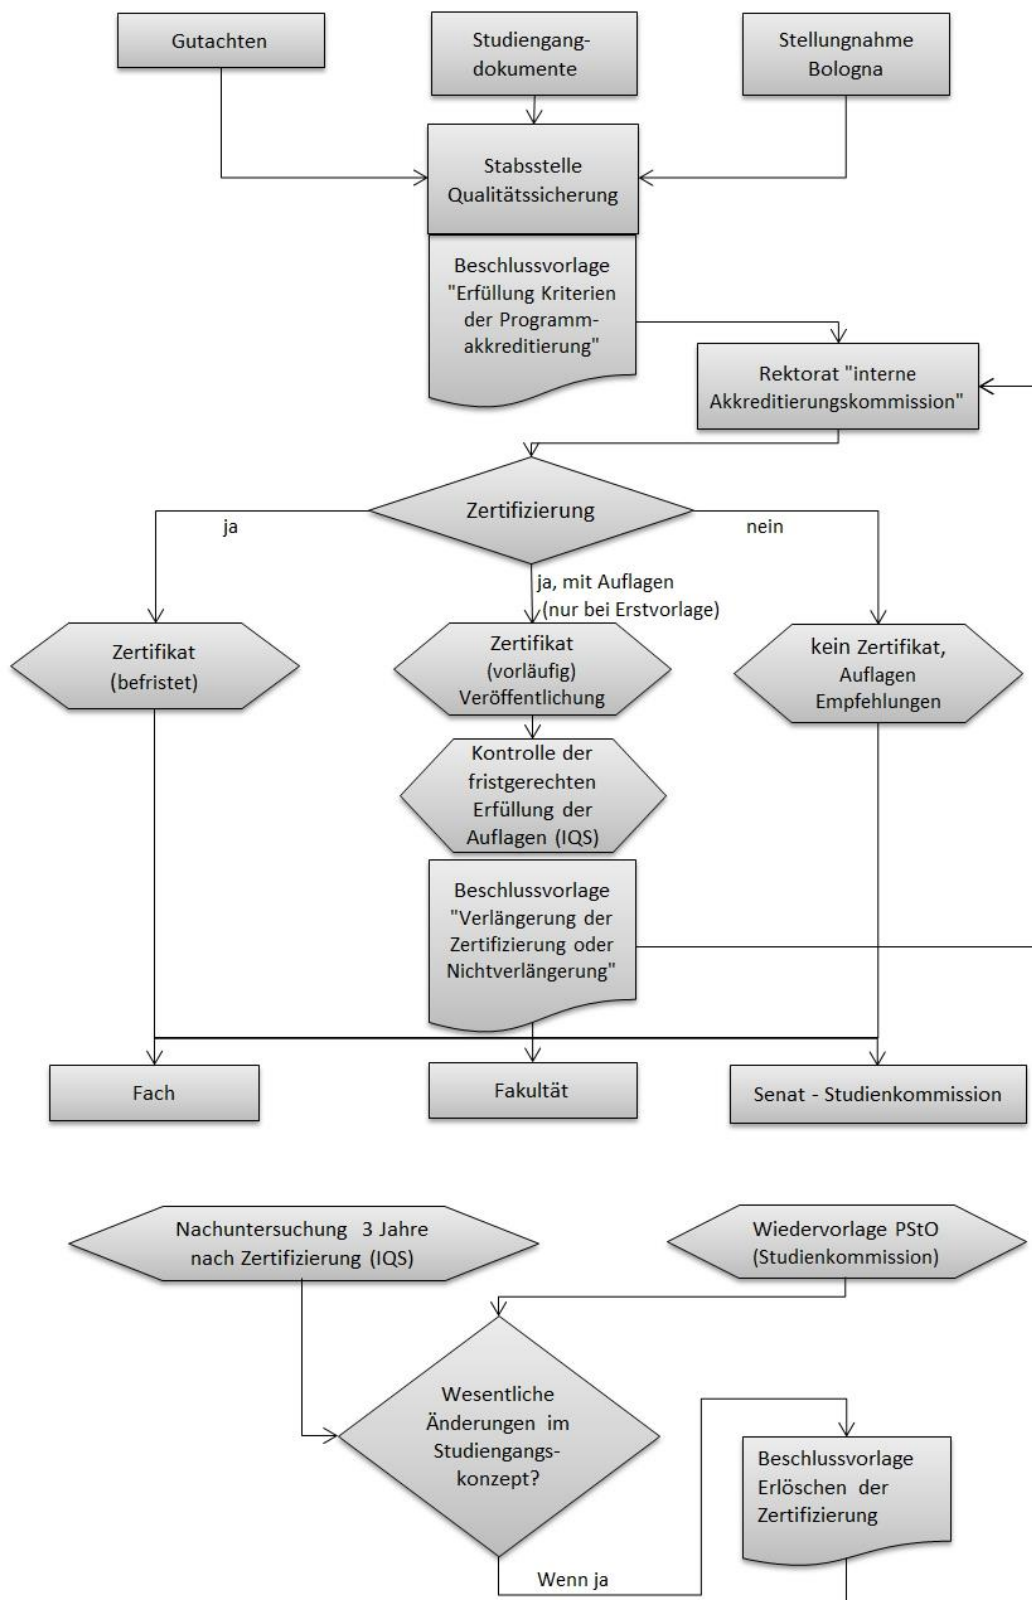 Gutachten
Studiengang-
dokumente
Stellungnahme
Bologna
Stabsstelle
Qualitätssicherung
Beschlussvorlage
"Erfüllung Kriterien
der Programm-
akkreditierung"
Rektorat "interne
Akkreditierungskommission"
Zertifizierung
ja
nein
ja, mit Auflagen
(nur bei Erstvorlage)
Zertifikat
(befristet)
Zertifikat
(vorläufig)
Veröffentlichung
kein Zertifikat,
Auflagen
Empfehlungen
Kontrolle der
fristgerechten
Erfüllung der
Auflagen (IQS)
Beschlussvorlage
"Verlängerung der
Zertifizierung oder
Nichtverlängerung"
Fach
Fakultät
Senat - Studienkommission
Nachuntersuchung 3 Jahre
nach Zertifizierung (IQS)
Wiedervorlage PStO
(Studienkommission)
Wesentliche
Änderungen im
Studiengangs-
konzept?
Beschlussvorlage
Erlöschen der
Zertifizierung
Wenn ja